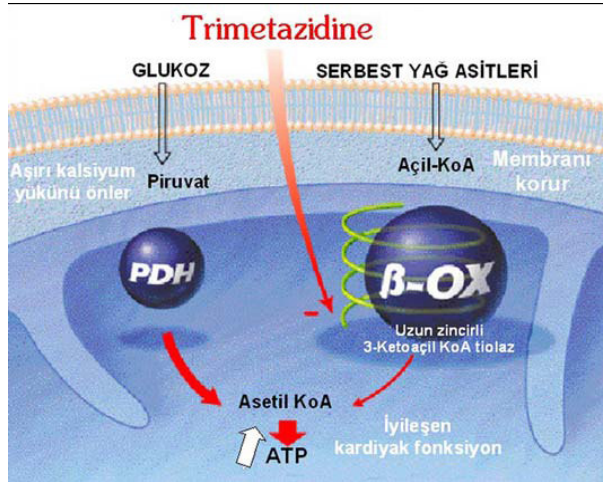 Trimetazidine
GLUKOZ
SERBEST YAĞ ASİTLERİ
Aşırı kalsiyum
yükünü önler
Piruvat
Açil-KoA
Membranı
korur
PDH
β-OX
Uzun zincirli
3-Ketoaçil KoA tiolaz
–
Asetil KoA
ATP
İyileşen
kardiyak fonksiyon